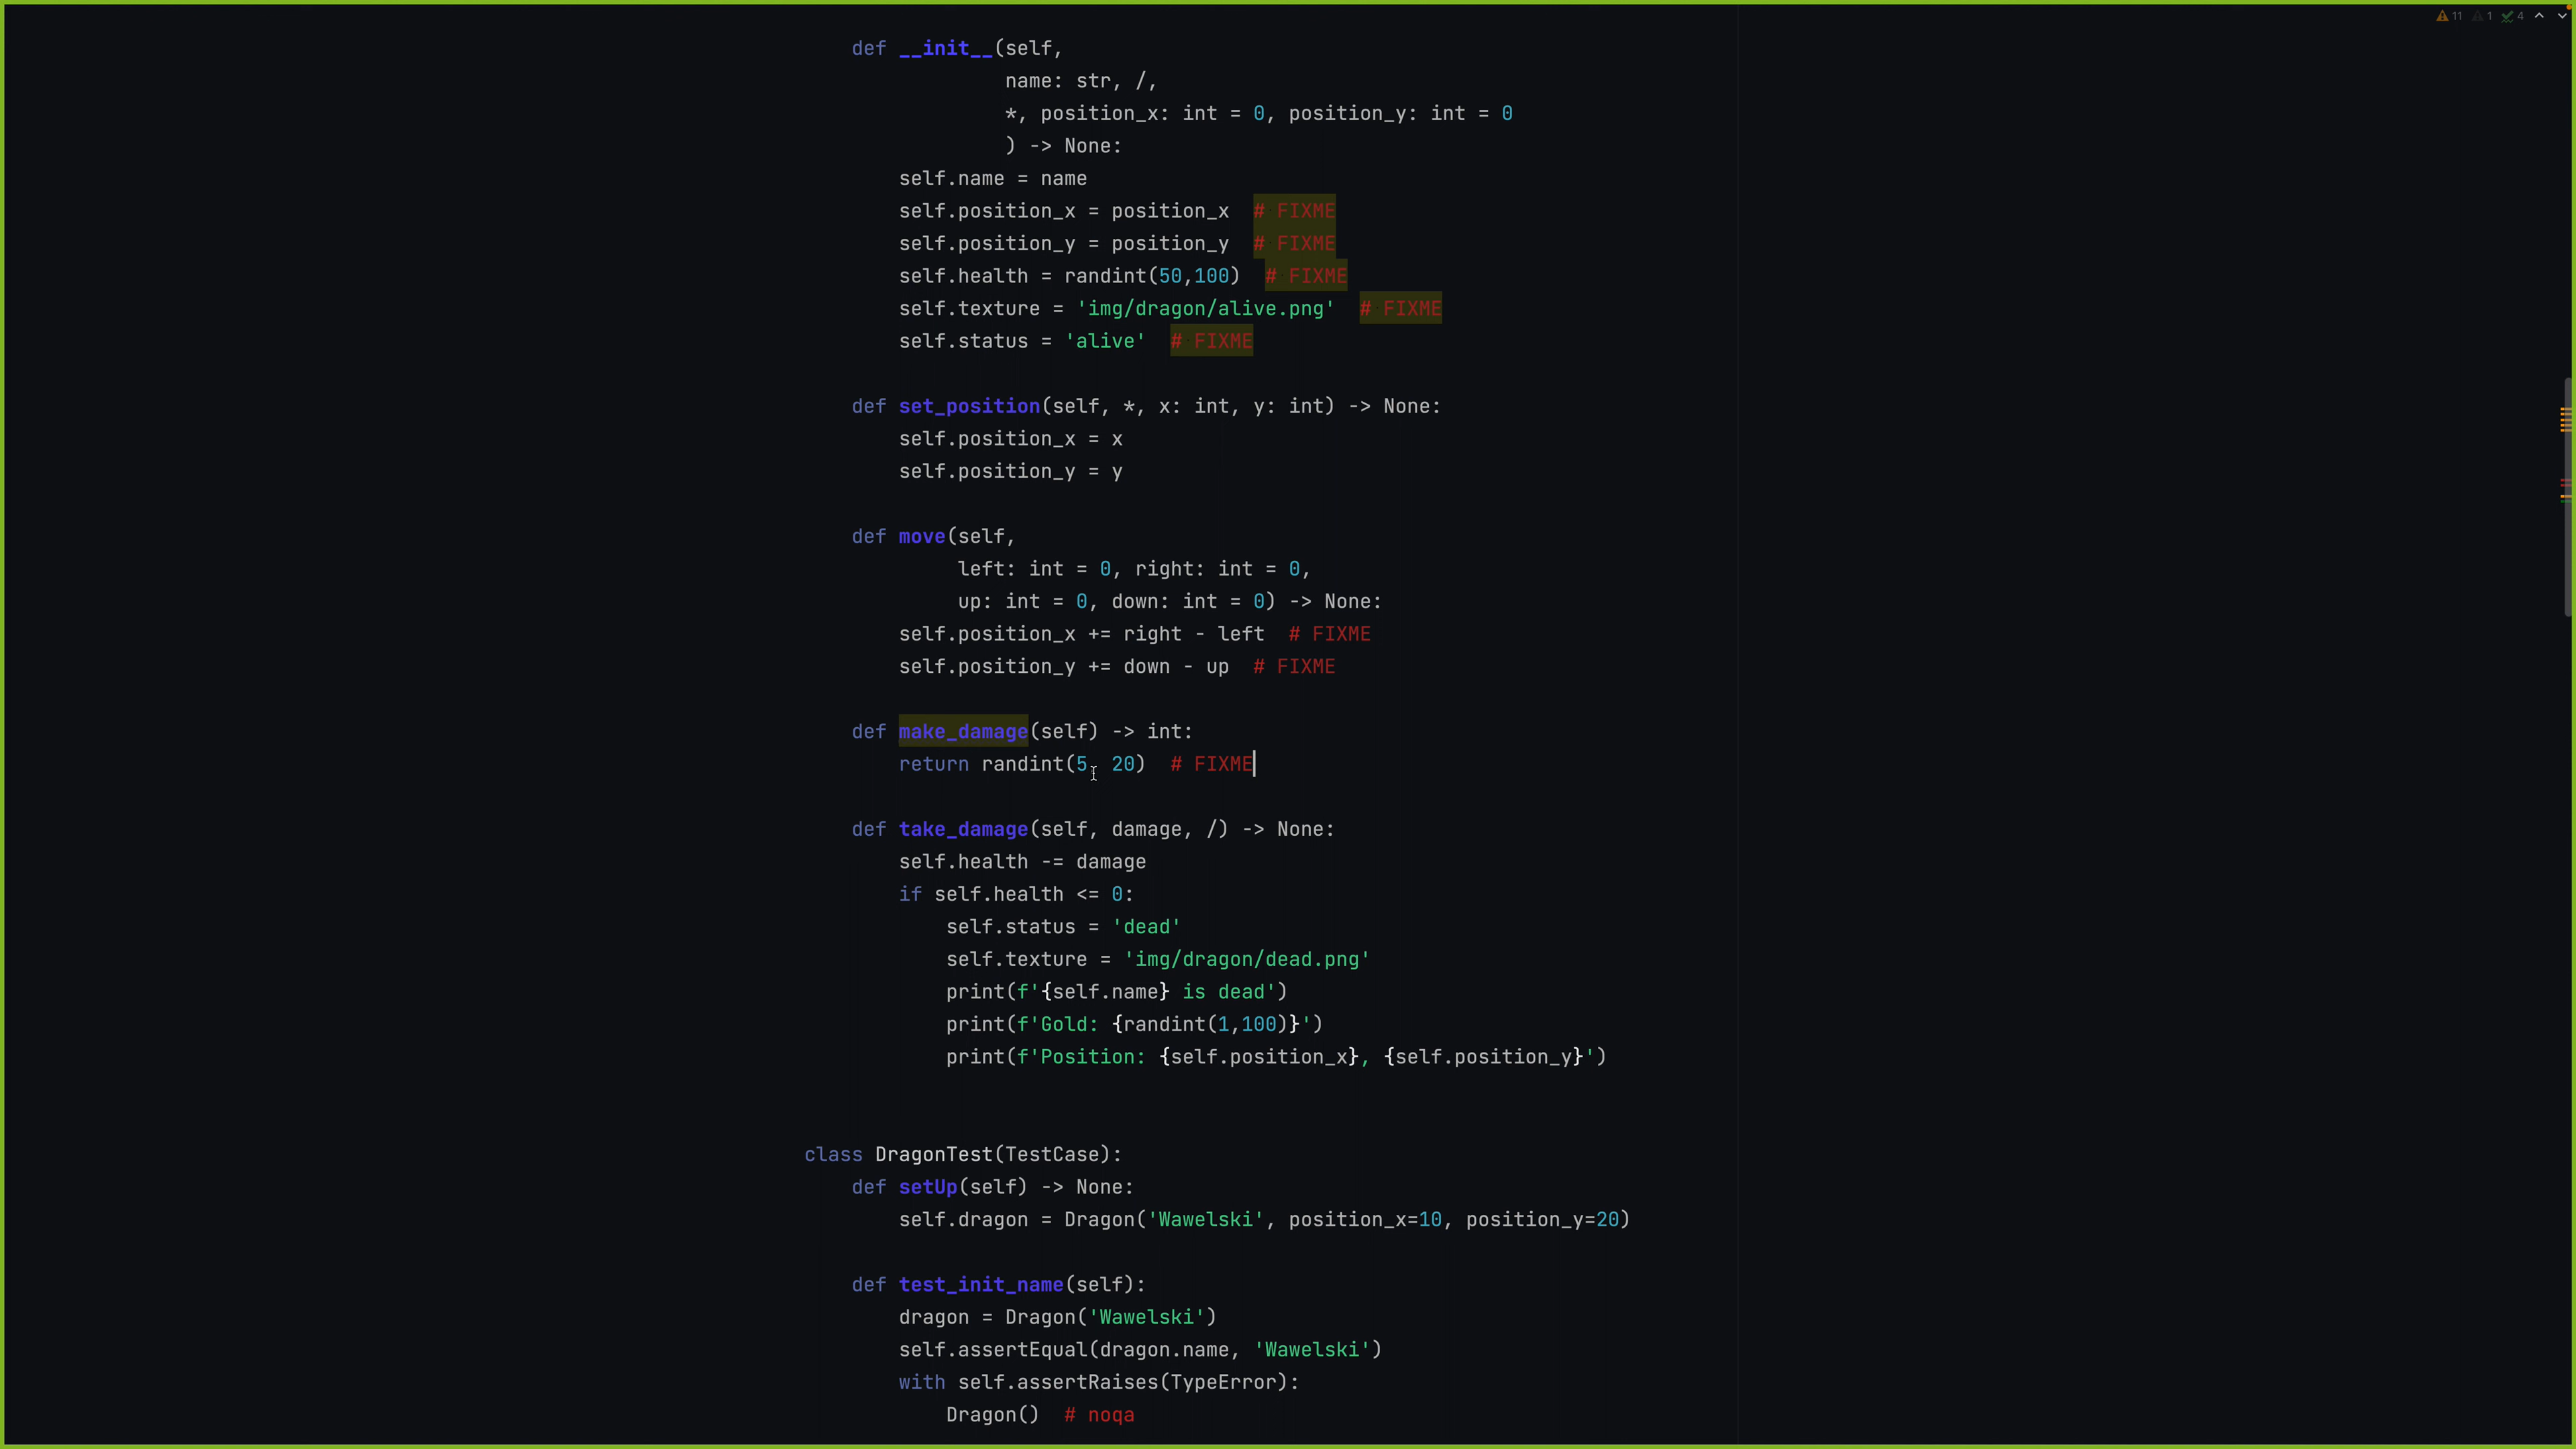 11 1 4
def __init__(self,
name: str, /,
*, position_x: int = 0, position_y: int = 0
) -> None:
self.name = name
self.position_x = position_x  # FIXME
self.position_y = position_y  # FIXME
self.health = randint(50,100)  # FIXME
self.texture = 'img/dragon/alive.png'  # FIXME
self.status = 'alive'  # FIXME
def set_position(self, *, x: int, y: int) -> None:
self.position_x = x
self.position_y = y
def move(self,
left: int = 0, right: int = 0,
up: int = 0, down: int = 0) -> None:
self.position_x += right - left  # FIXME
self.position_y += down - up  # FIXME
def make_damage(self) -> int:
return randint(5, 20)  # FIXME
def take_damage(self, damage, /) -> None:
self.health -= damage
if self.health <= 0:
self.status = 'dead'
self.texture = 'img/dragon/dead.png'
print(f'{self.name} is dead')
print(f'Gold: {randint(1,100)}')
print(f'Position: {self.position_x}, {self.position_y}')
class DragonTest(TestCase):
def setUp(self) -> None:
self.dragon = Dragon('Wawelski', position_x=10, position_y=20)
def test_init_name(self):
dragon = Dragon('Wawelski')
self.assertEqual(dragon.name, 'Wawelski')
with self.assertRaises(TypeError):
Dragon()  # noqa